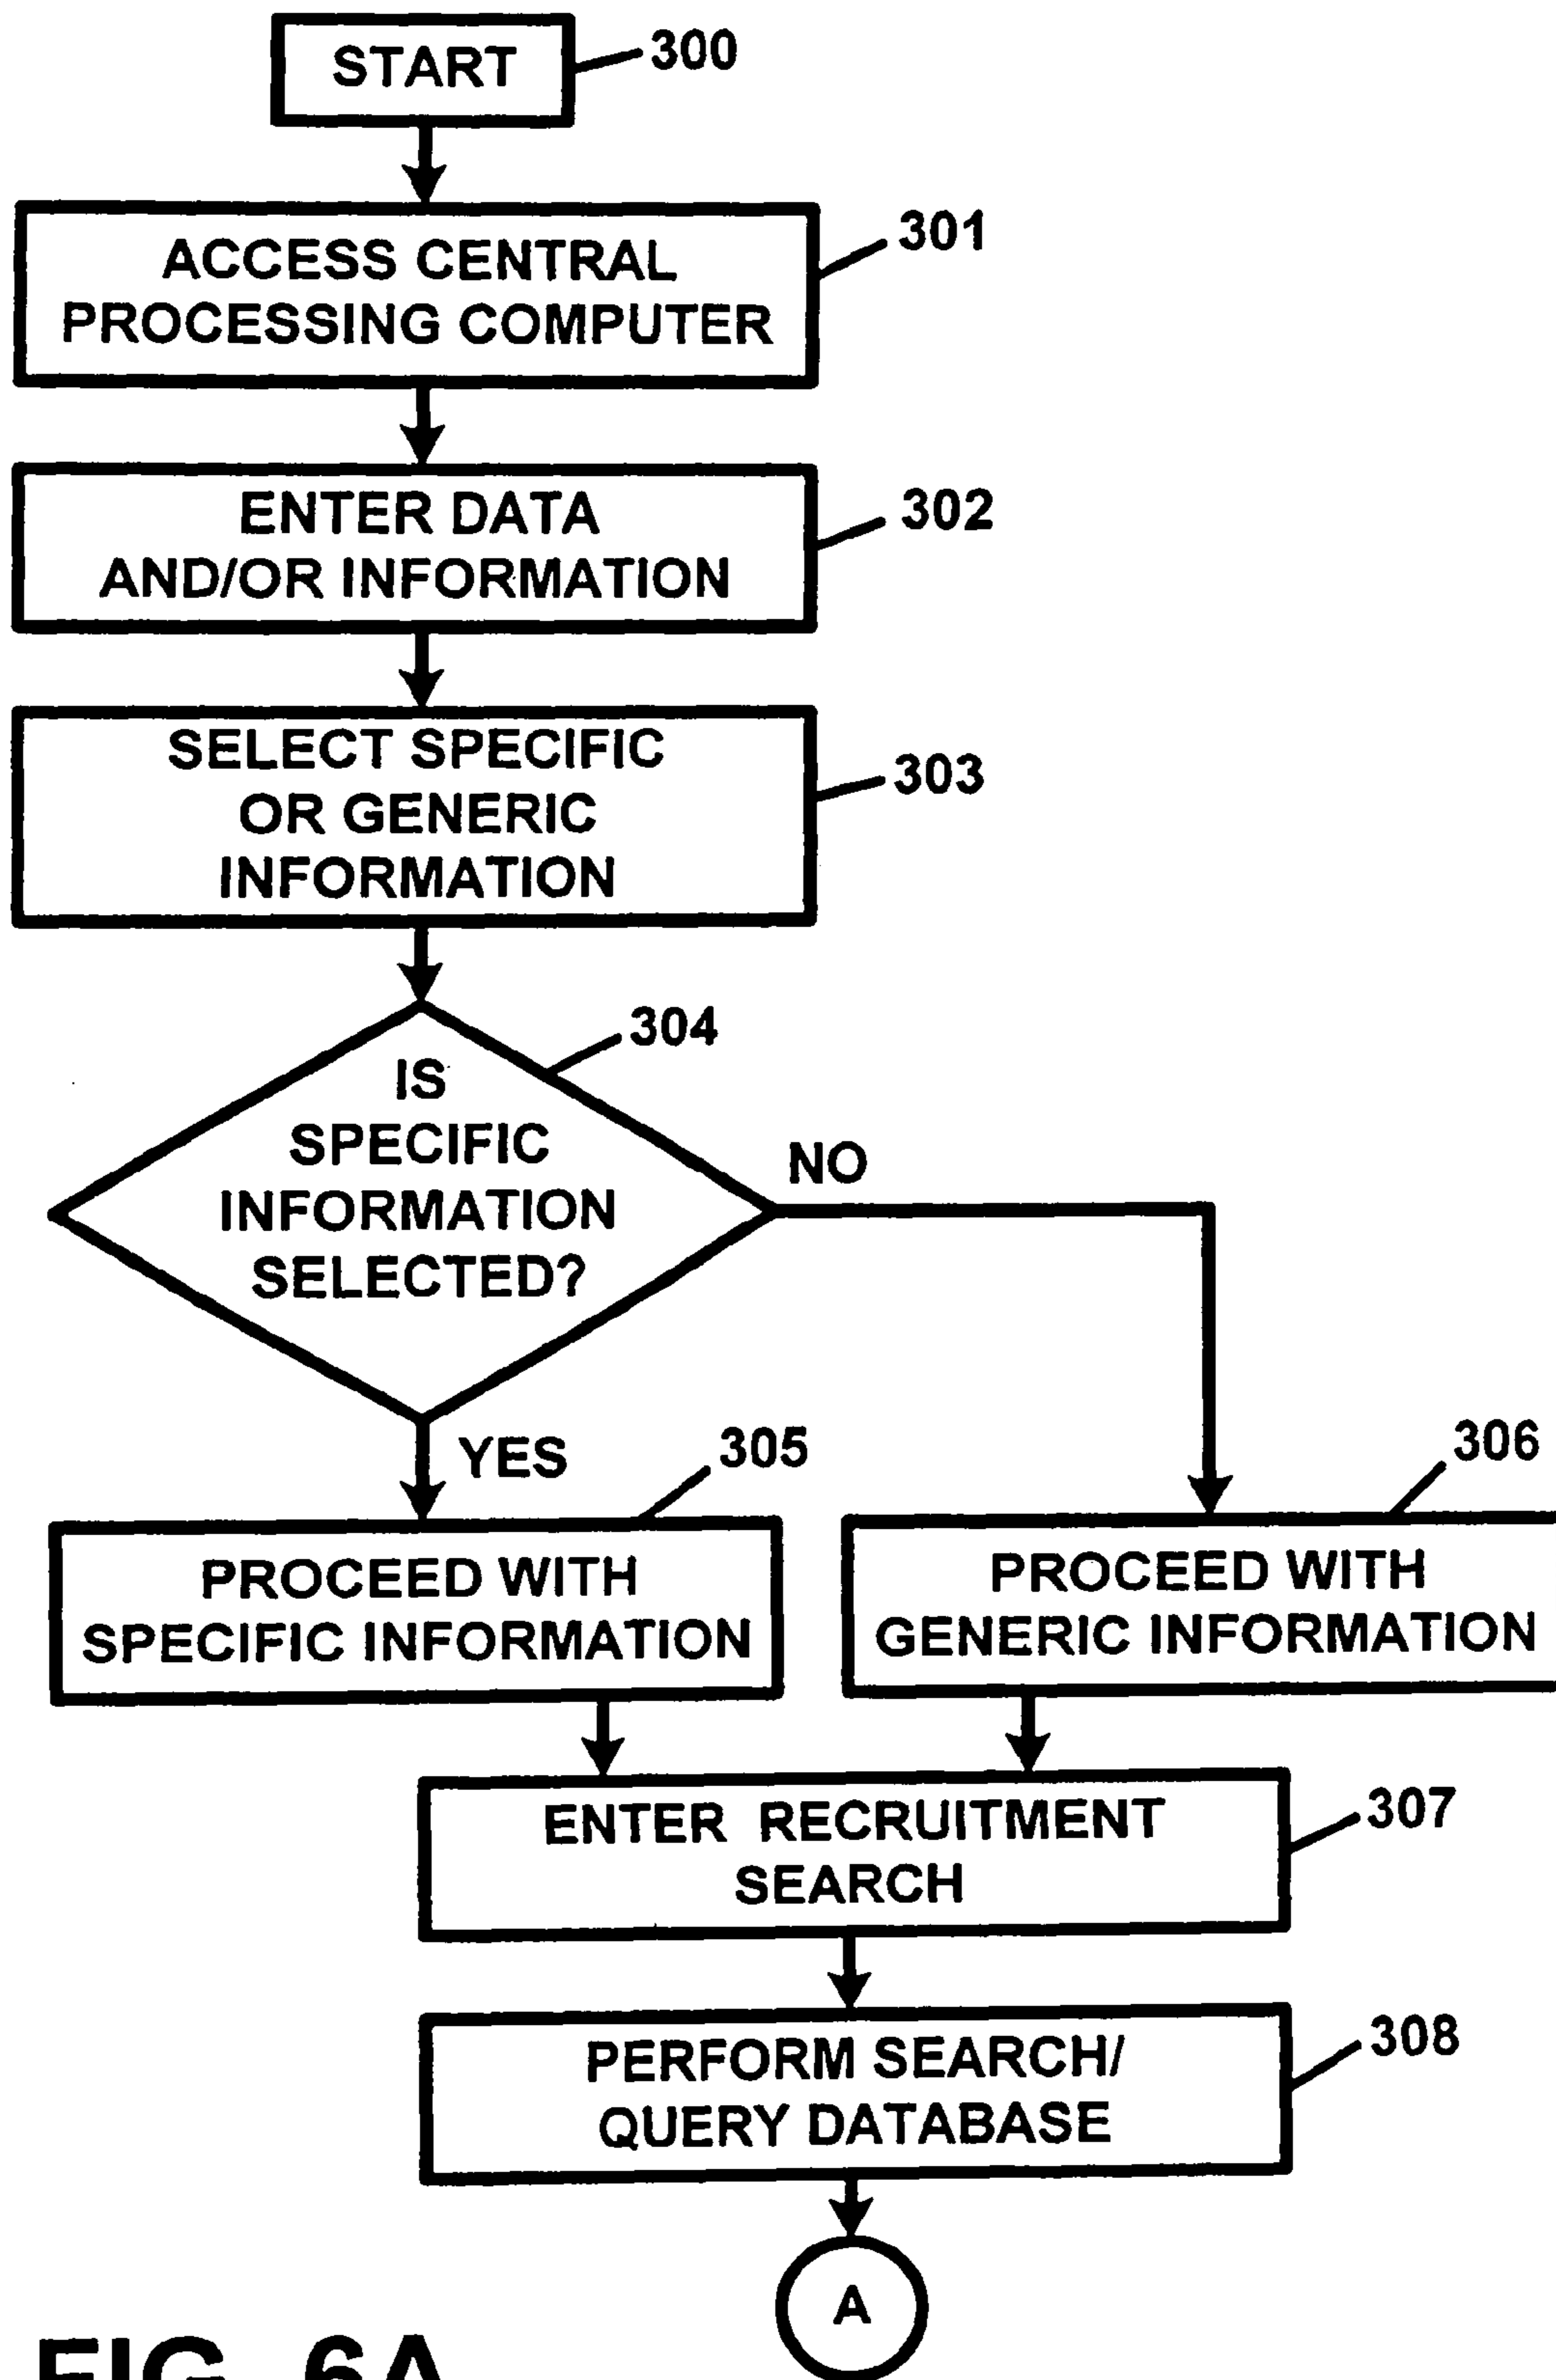 START
300
ACCESS CENTRAL
PROCESSING COMPUTER
301
ENTER DATA
AND/OR INFORMATION
302
SELECT SPECIFIC
OR GENERIC
INFORMATION
303
304
IS
SPECIFIC
INFORMATION
SELECTED?
NO
YES
305
306
PROCEED WITH
SPECIFIC INFORMATION
PROCEED WITH
GENERIC INFORMATION
ENTER RECRUITMENT
SEARCH
307
PERFORM SEARCH/
QUERY DATABASE
308
A
FIG. 6A